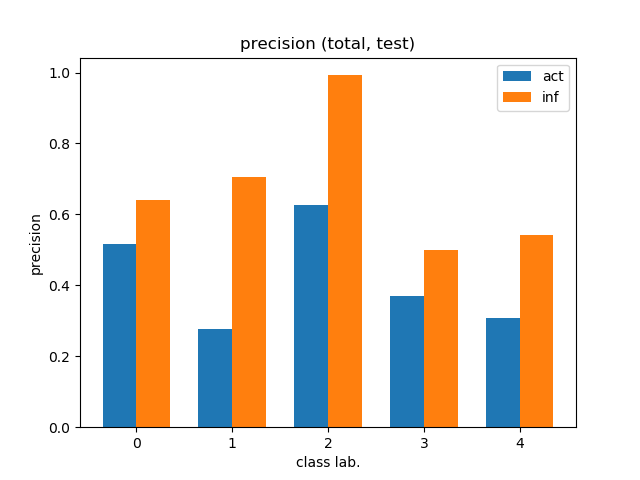 precision (total, test)
act
inf
precision
1.0
0.8
0.6
0.4
0.2
0.0
0 1 2 3 4
class lab.